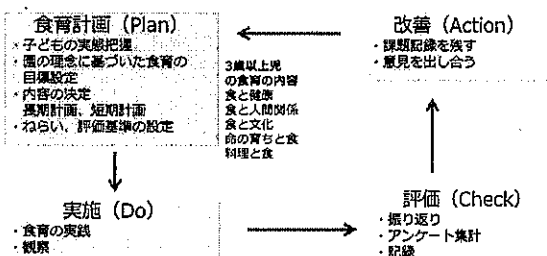 食育計画（Plan）
・子どもの実態把握
・園の理念に基づいた食育の
目標設定
・内容の決定
長期計画、短期計画
・ねらい、評価基準の設定
3歳以上児
の食育の内容
食と健康
食と人間関係
食と文化
命の育ちと食
料理と食
改善（Action）
・課題記録を残す
・意見を出し合う
実施（Do）
・食育の実践
・観察
評価（Check）
・振り返り
・アンケート集計
・記録